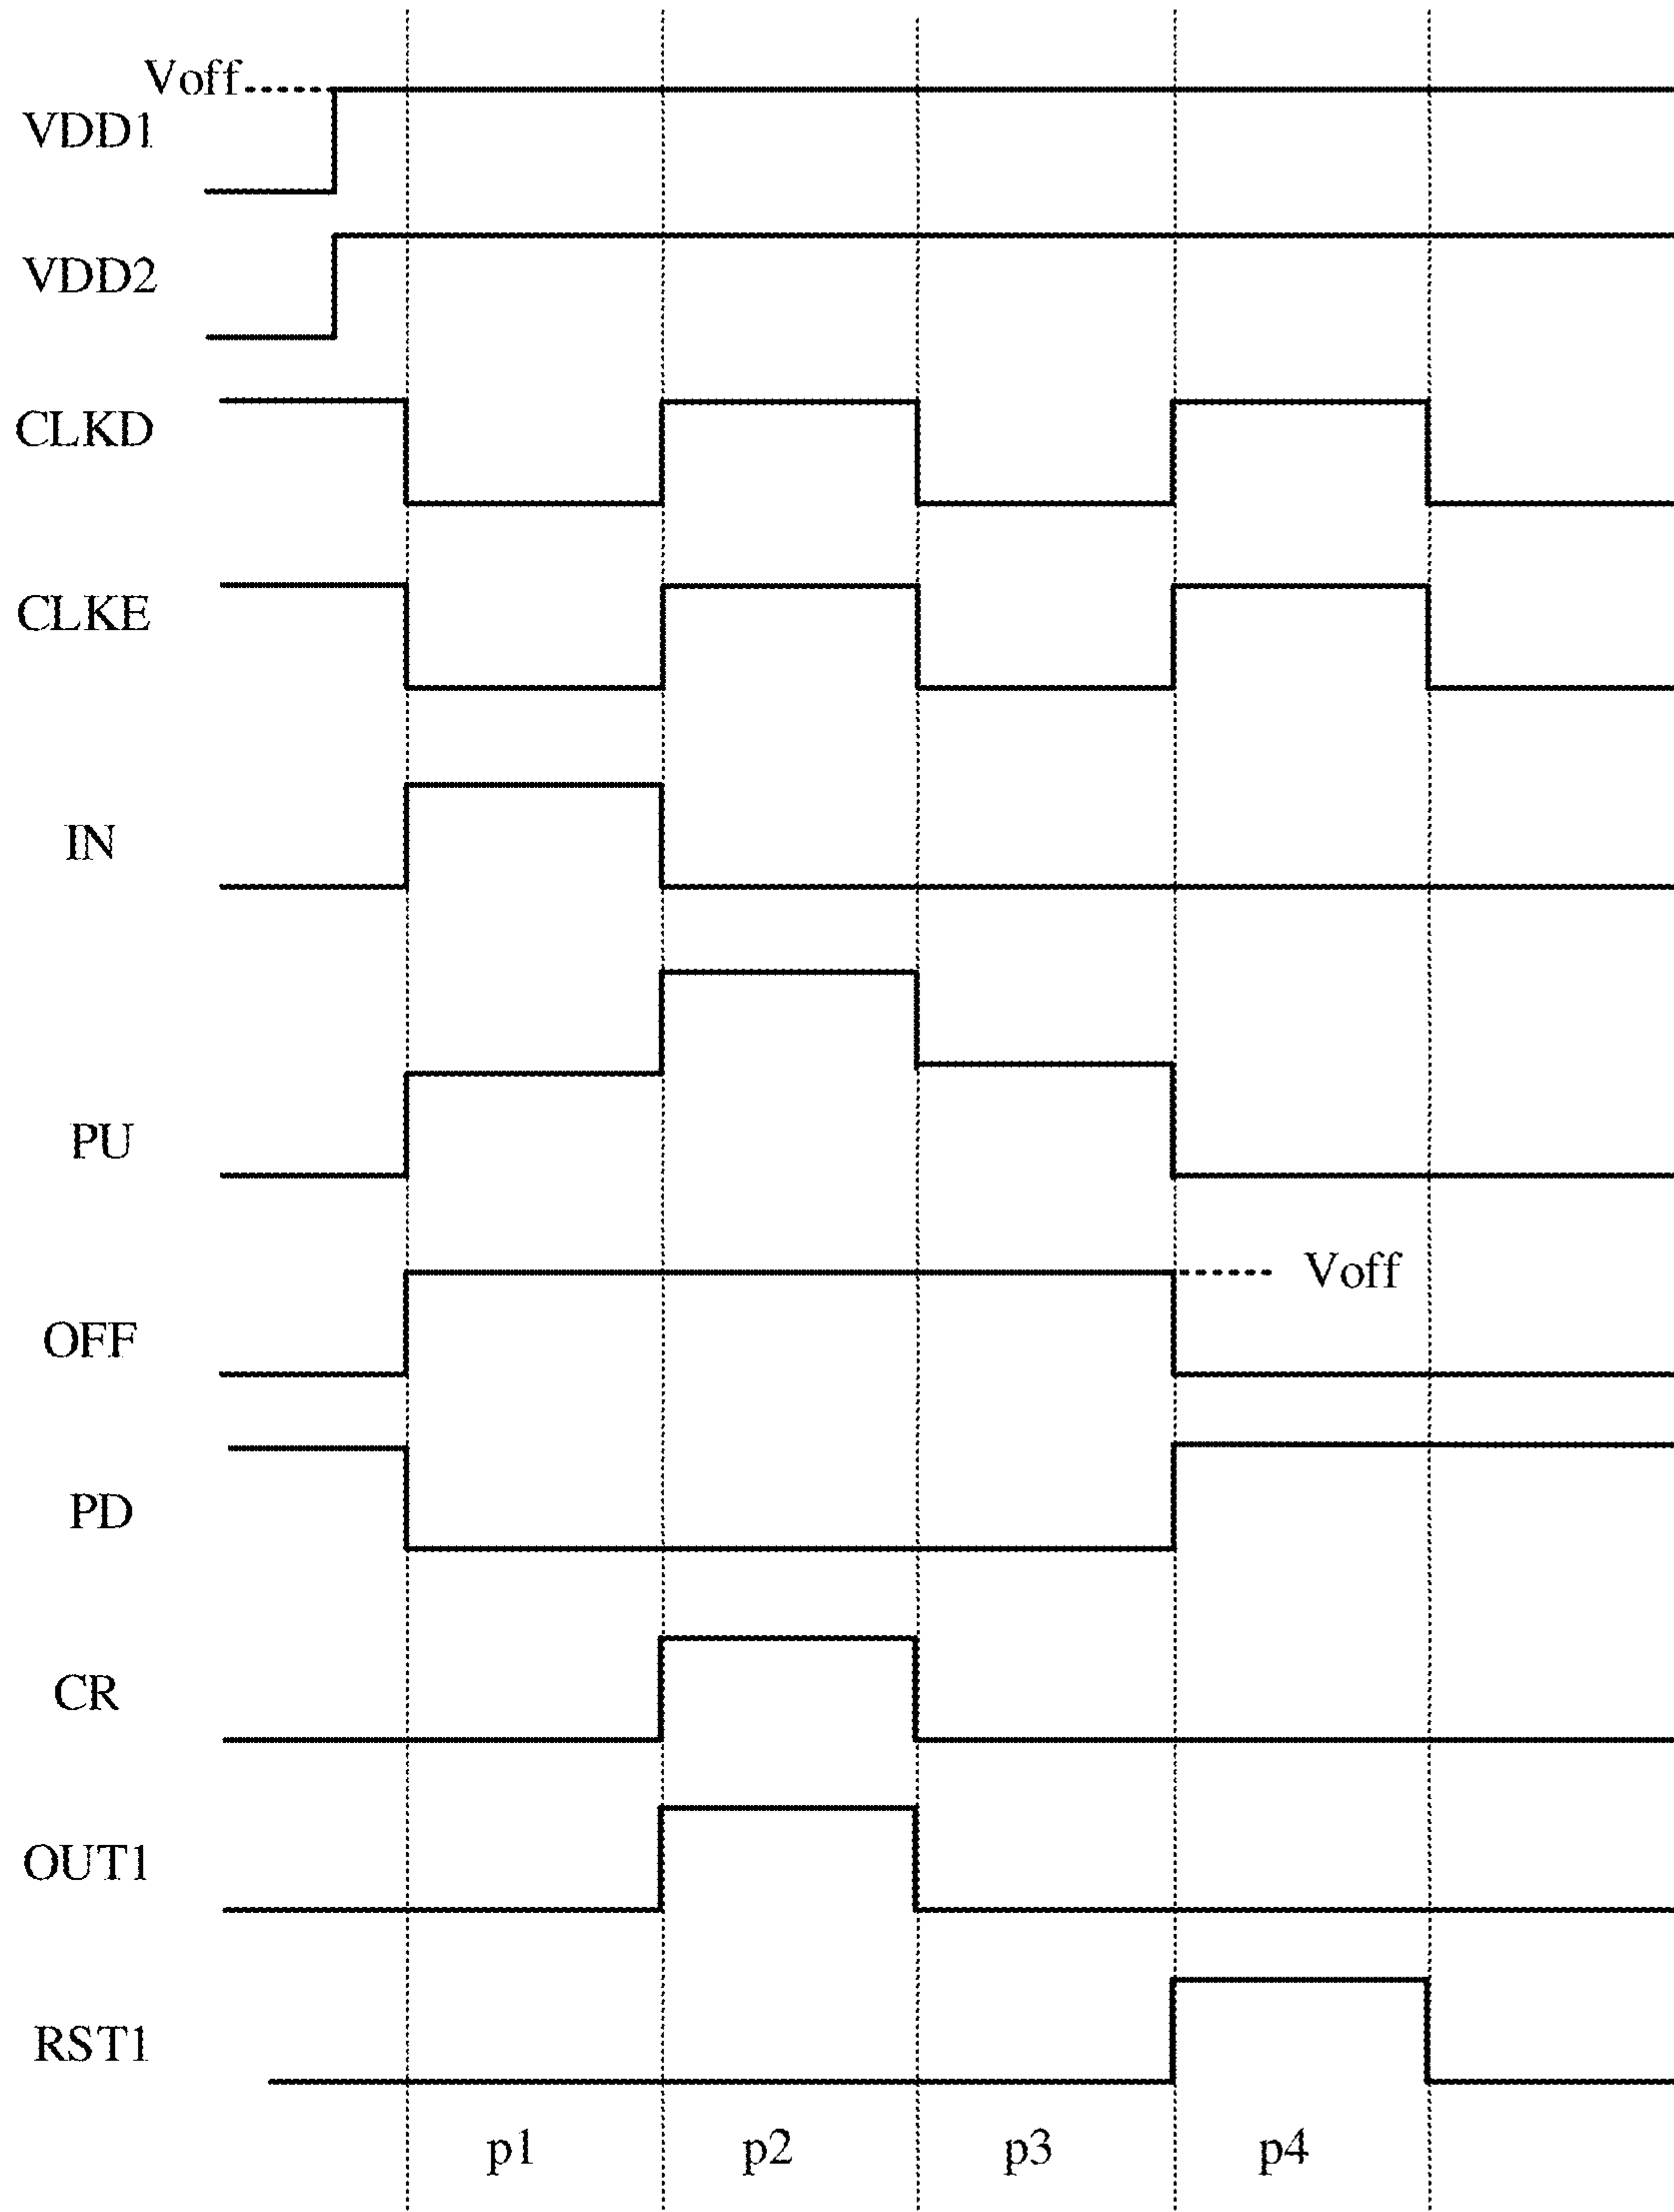 Voff
VDD1
VDD2
CLKD
CLKE
IN
PU
Voff
OFF
PD
CR
OUT1
RST1
p1 p2 p3 p4